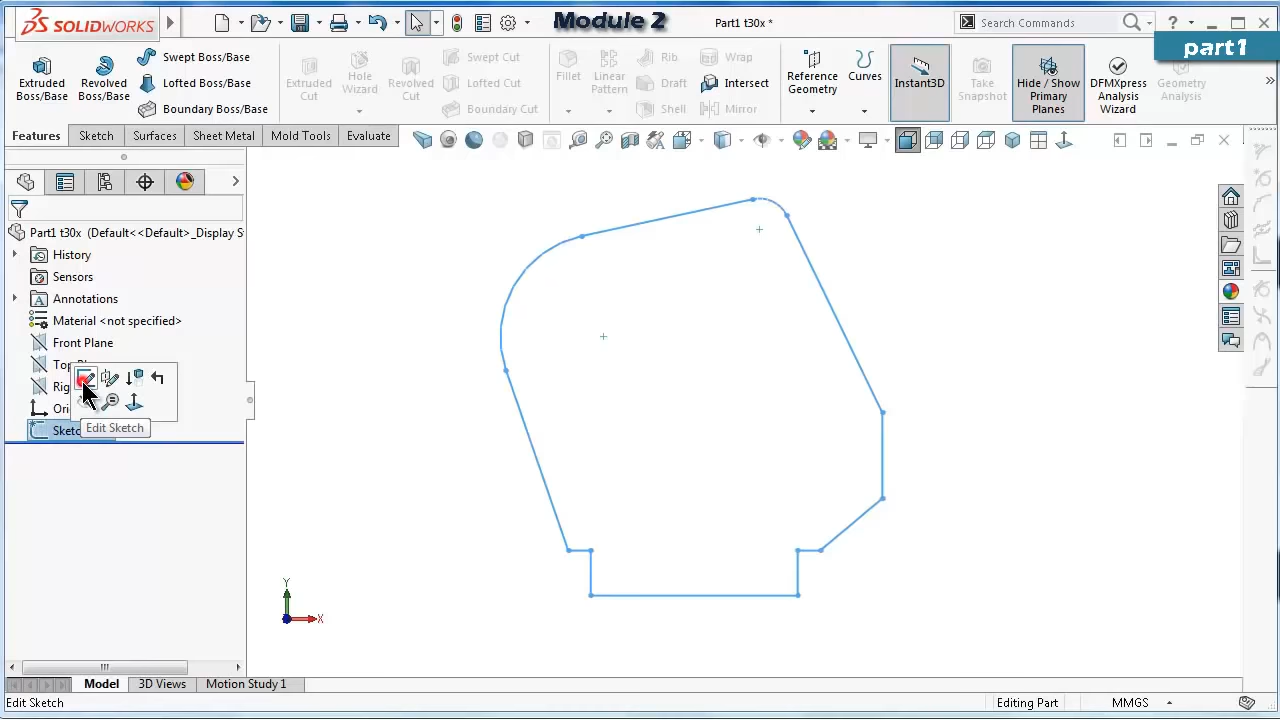 SOLIDWORKS
Module 2
Part1 t30x *
Search Commands
part1
Extruded Boss/Base
Revolved Boss/Base
Swept Boss/Base
Lofted Boss/Base
Boundary Boss/Base
Extruded Cut
Hole Wizard
Revolved Cut
Swept Cut
Lofted Cut
Boundary Cut
Fillet
Linear Pattern
Rib
Draft
Shell
Wrap
Intersect
Mirror
Reference Geometry
Curves
Instant3D
Take Snapshot
Hide / Show Primary Planes
DFMXpress Analysis Wizard
Geometry Analysis
Features
Sketch
Surfaces
Sheet Metal
Mold Tools
Evaluate
Part1 t30x (Default<<Default>_Display S
History
Sensors
Annotations
Material <not specified>
Front Plane
Edit Sketch
Y
X
Model
3D Views
Motion Study 1
Edit Sketch
Editing Part
MMGS